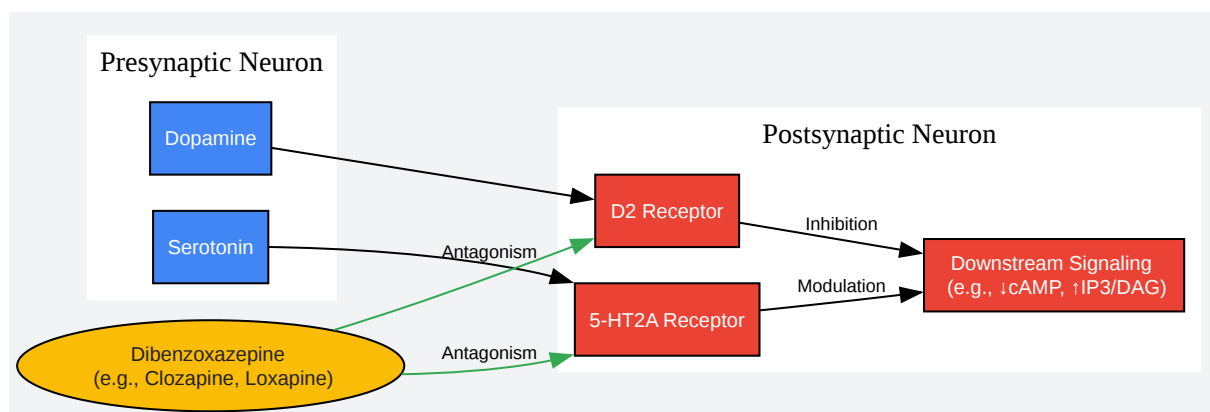 Presynaptic Neuron
Dopamine
Serotonin
Dibenzoxazepine
(e.g., Clozapine, Loxapine)
Antagonism
Antagonism
Postsynaptic Neuron
D2 Receptor
5-HT2A Receptor
Inhibition
Modulation
Downstream Signaling
(e.g., ↓cAMP, ↑IP3/DAG)